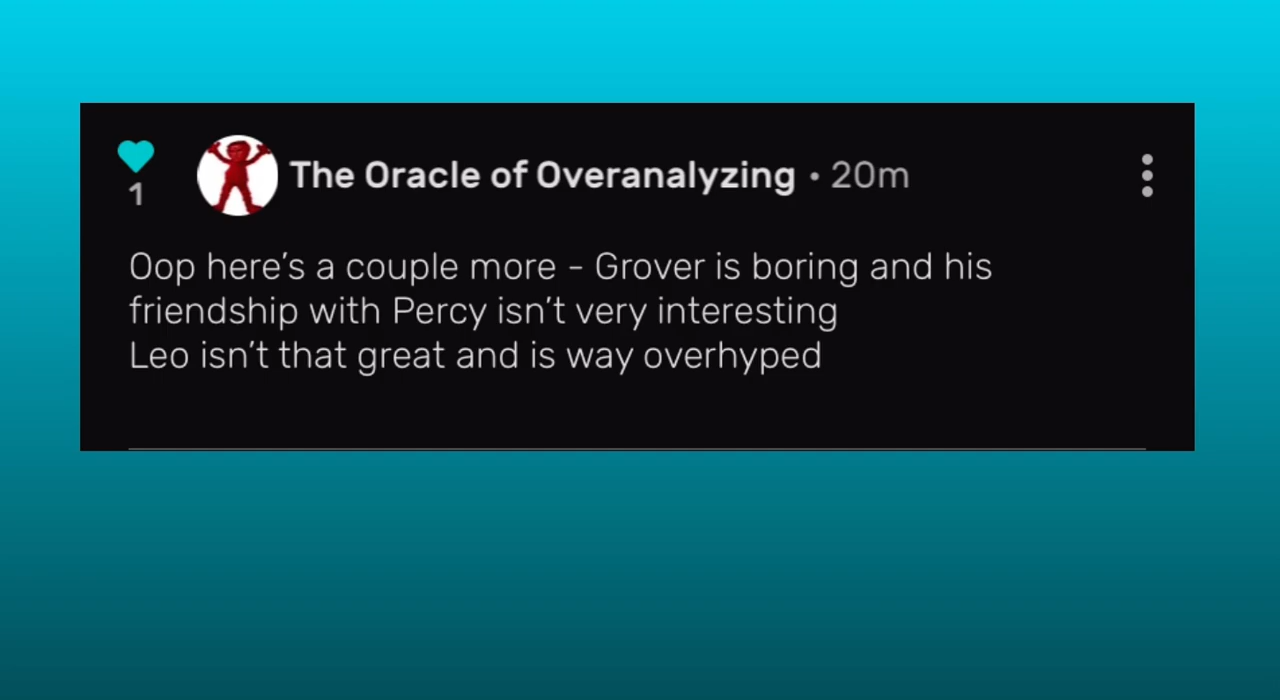 The Oracle of Overanalyzing • 20m
1
Oop here's a couple more - Grover is boring and his
friendship with Percy isn't very interesting
Leo isn't that great and is way overhyped